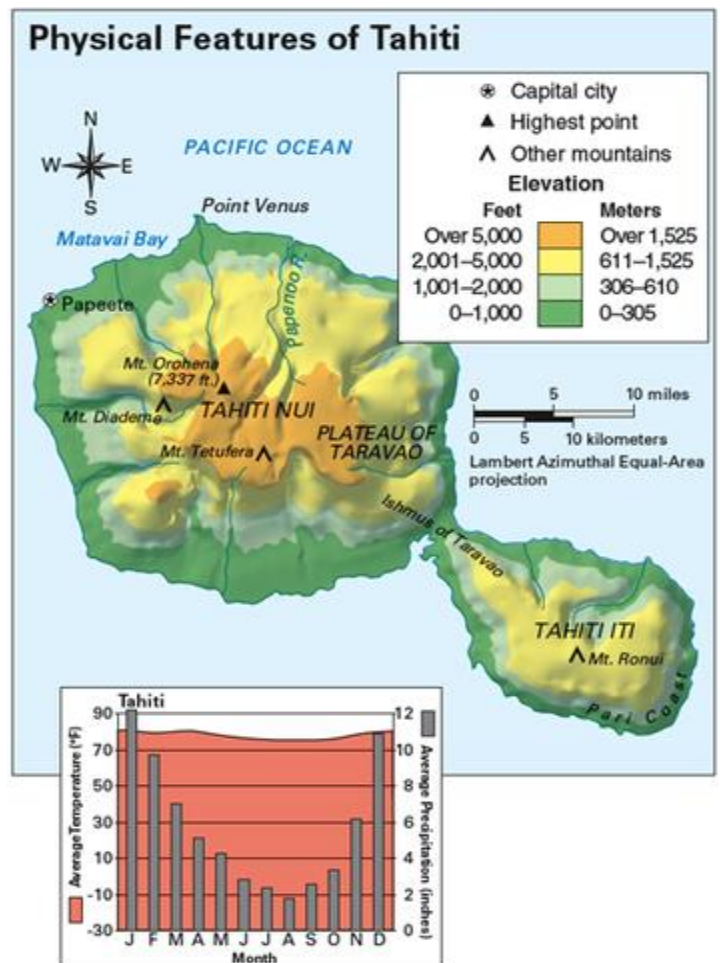 Physical Features of Tahiti
Capital city
Highest point
Other mountains
Elevation
Feet Meters
Over 5,000 Over 1,525
2,001–5,000 611–1,525
1,001–2,000 306–610
0–1,000 0–305
N
W E
S
PACIFIC OCEAN
Point Venus
Matavai Bay
Papenoo R.
Papeete
Mt. Orohena
(7,337 ft.)
Mt. Diadema
TAHITI NUI
Mt. Tetufera
PLATEAU OF
TARAVAO
0 5 10 miles
0 5 10 kilometers
Lambert Azimuthal Equal-Area
projection
Ishmus of Taravao
TAHITI ITI
Mt. Ronui
Pari Coast
Tahiti
Average Temperature (°F)
90
70
50
30
10
-10
-30
12
10
8
6
4
2
0
Average Precipitation (inches)
J F M A M J J A S O N D
Month